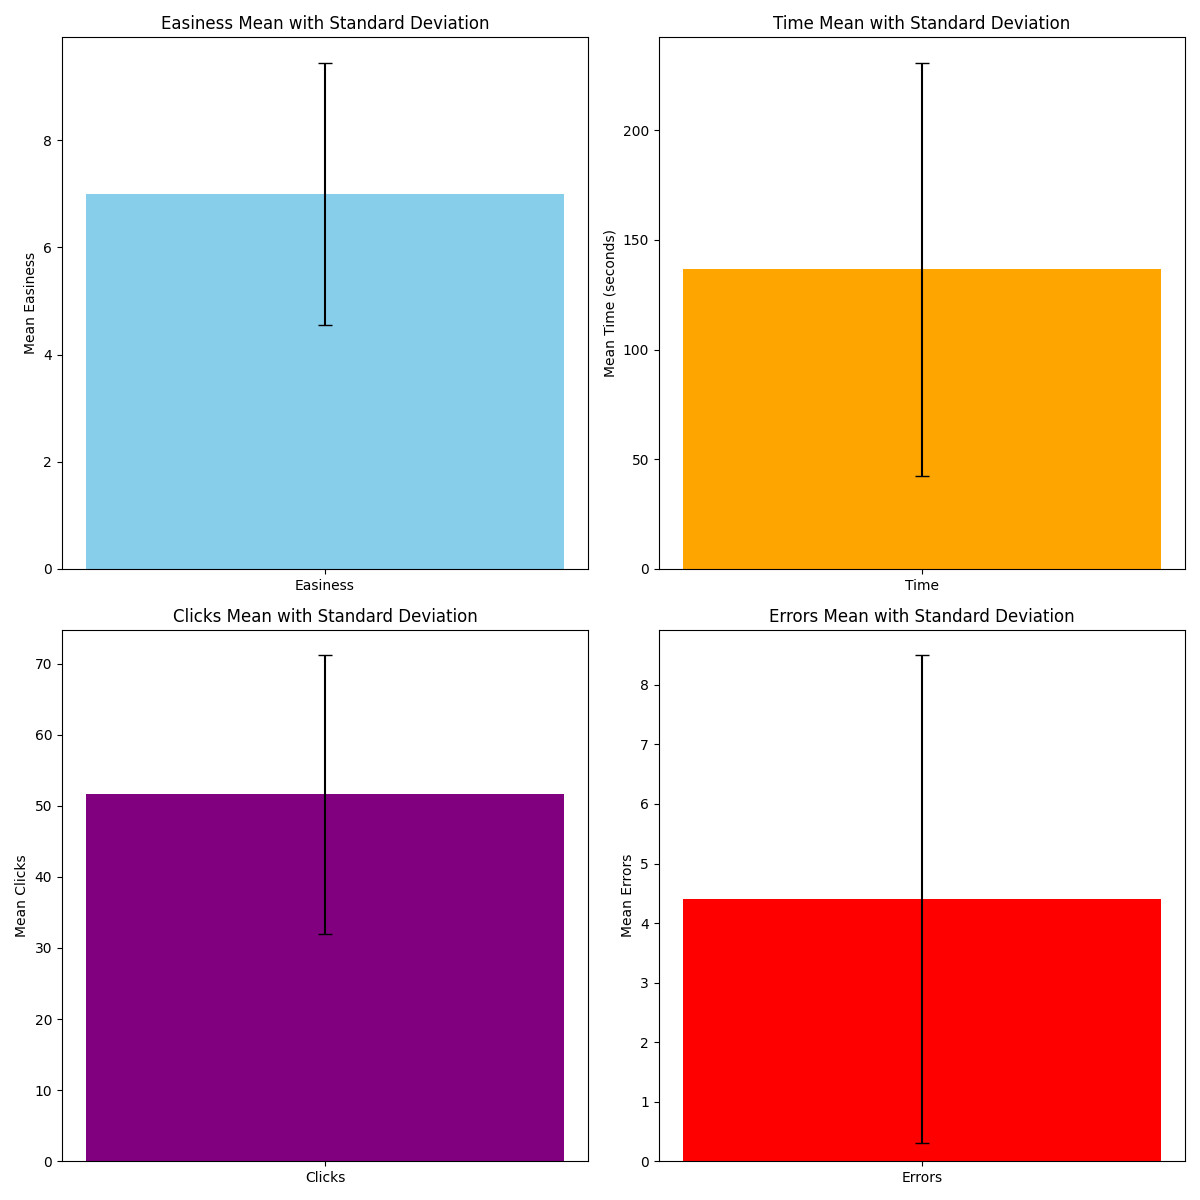 Easiness Mean with Standard Deviation
Mean Easiness
8
6
4
2
0
Easiness
Time Mean with Standard Deviation
Mean Time (seconds)
200
150
100
50
0
Time
Clicks Mean with Standard Deviation
Mean Clicks
70
60
50
40
30
20
10
0
Clicks
Errors Mean with Standard Deviation
Mean Errors
8
7
6
5
4
3
2
1
0
Errors